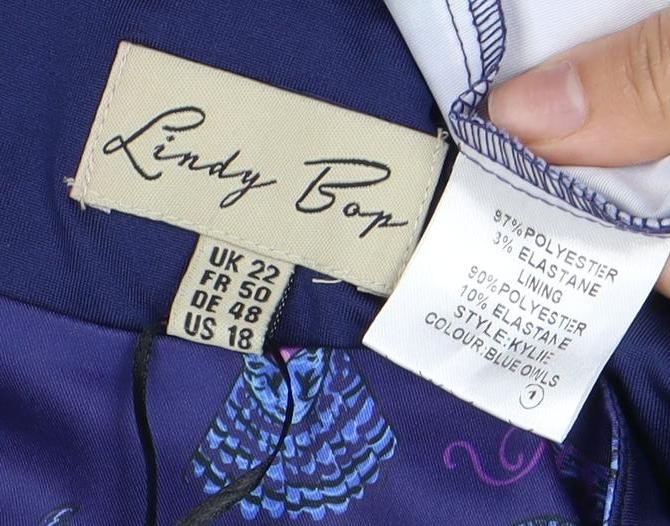 Lindy Bop
UK 22
FR 50
DE 48
US 18
97%POLYESTER
3% ELASTANE
LINING
90%POLYESTER
10% ELASTANE
STYLE:KYLIE
COLOUR:BLUE OWLS
1